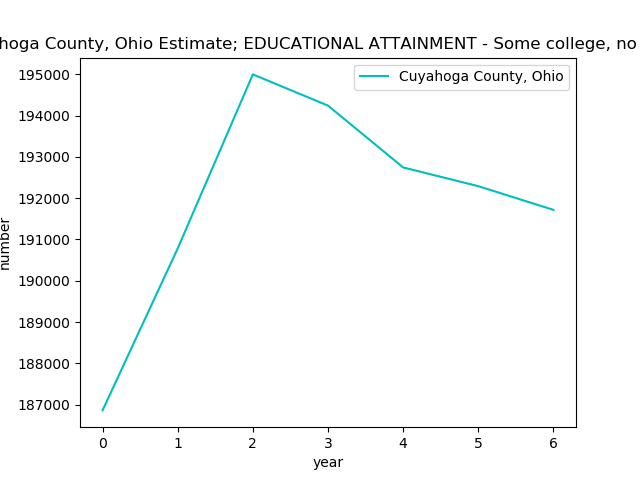 hoga County, Ohio Estimate; EDUCATIONAL ATTAINMENT - Some college, no
Cuyahoga County, Ohio
195000
194000
193000
192000
191000
190000
189000
188000
187000
number
0 1 2 3 4 5 6
year